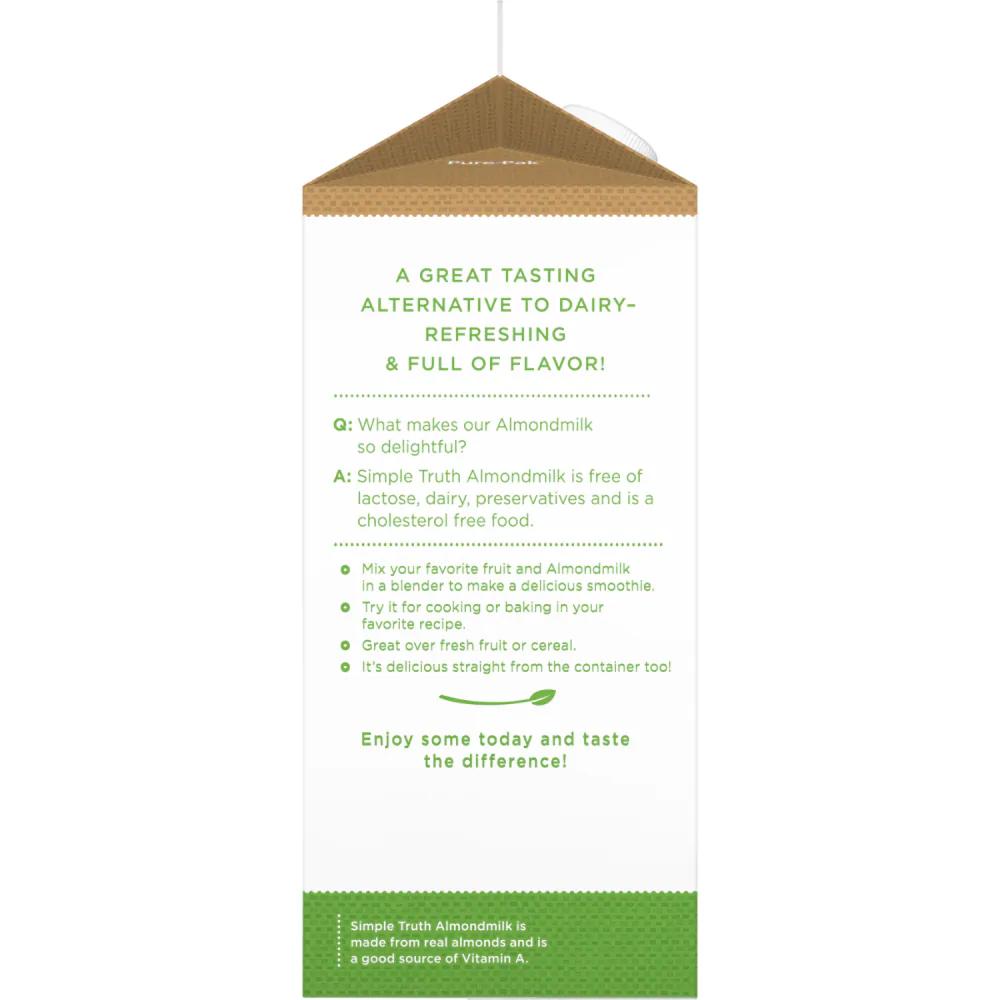 Pure-Pak
A GREAT TASTING
ALTERNATIVE TO DAIRY–
REFRESHING
& FULL OF FLAVOR!
Q: What makes our Almondmilk
so delightful?
A: Simple Truth Almondmilk is free of
lactose, dairy, preservatives and is a
cholesterol free food.
Mix your favorite fruit and Almondmilk
in a blender to make a delicious smoothie.
Try it for cooking or baking in your
favorite recipe.
Great over fresh fruit or cereal.
It's delicious straight from the container too!
Enjoy some today and taste
the difference!
Simple Truth Almondmilk is
made from real almonds and is
a good source of Vitamin A.